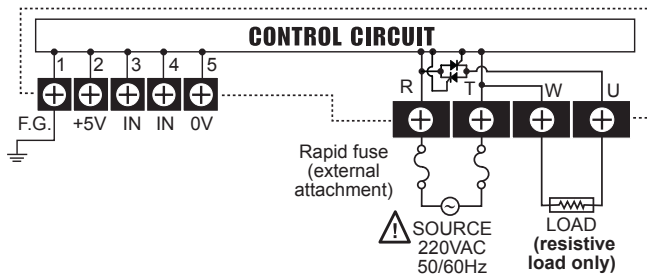 CONTROL CIRCUIT
1 2 3 4 5
R T W U
F.G. +5V IN IN 0V
Rapid fuse
(external
attachment)
SOURCE
220VAC
50/60Hz
LOAD
(resistive
load only)